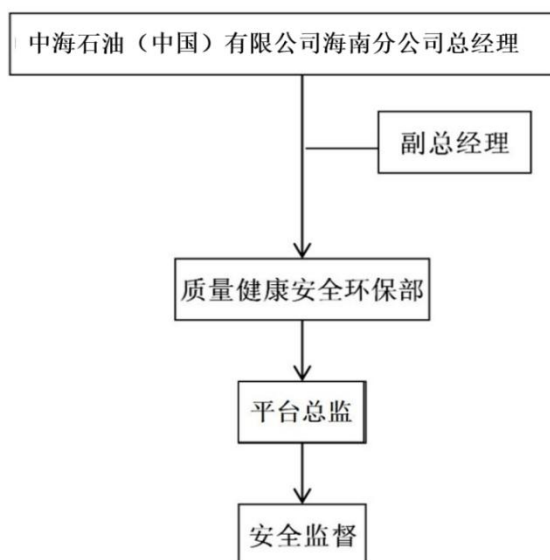 中海石油（中国）有限公司海南分公司总经理
副总经理
质量健康安全环保部
平台总监
安全监督